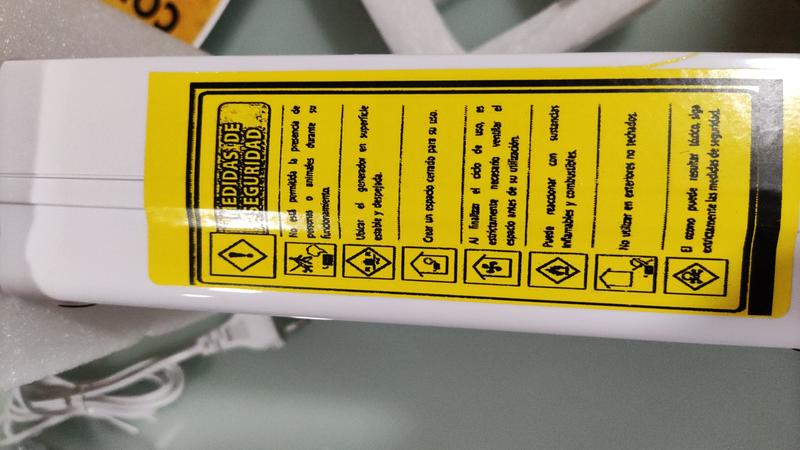 MEDIDAS DE
SEGURIDAD
No está permitida la presencia de
personas o animales durante su
funcionamiento.
Ubicar el generador en superficie
estable y despejada.
Crear un espacio cerrado para su uso.
Al finalizar el ciclo de uso, es
estrictamente necesario ventilar el
espacio antes de su utilización.
Puede reaccionar con sustancias
inflamables y combustibles.
No utilizar en exteriores no techados.
El ozono puede resultar tóxico, siga
estrictamente las medidas de seguridad.